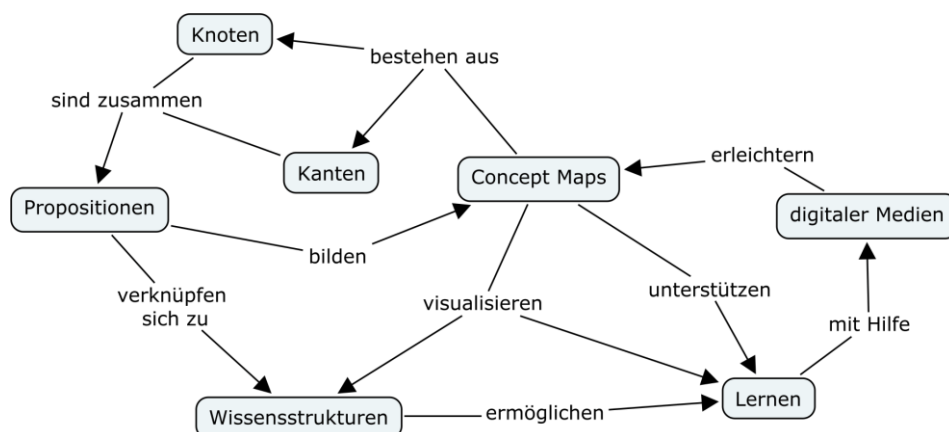 Knoten
bestehen aus
sind zusammen
erleichtern
Kanten
Concept Maps
Propositionen
digitaler Medien
bilden
verknüpfen
sich zu
visualisieren
unterstützen
mit Hilfe
Wissensstrukturen
ermöglichen
Lernen